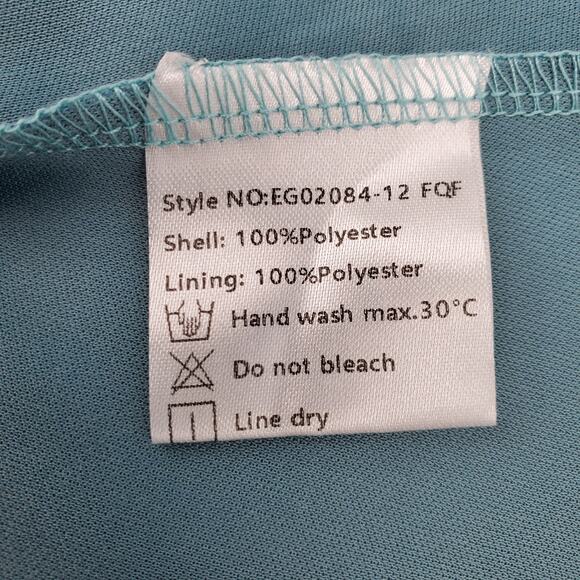 Style NO:EG02084-12 FQF
Shell: 100%Polyester
Lining: 100%Polyester
Hand wash max.30°C
Do not bleach
Line dry